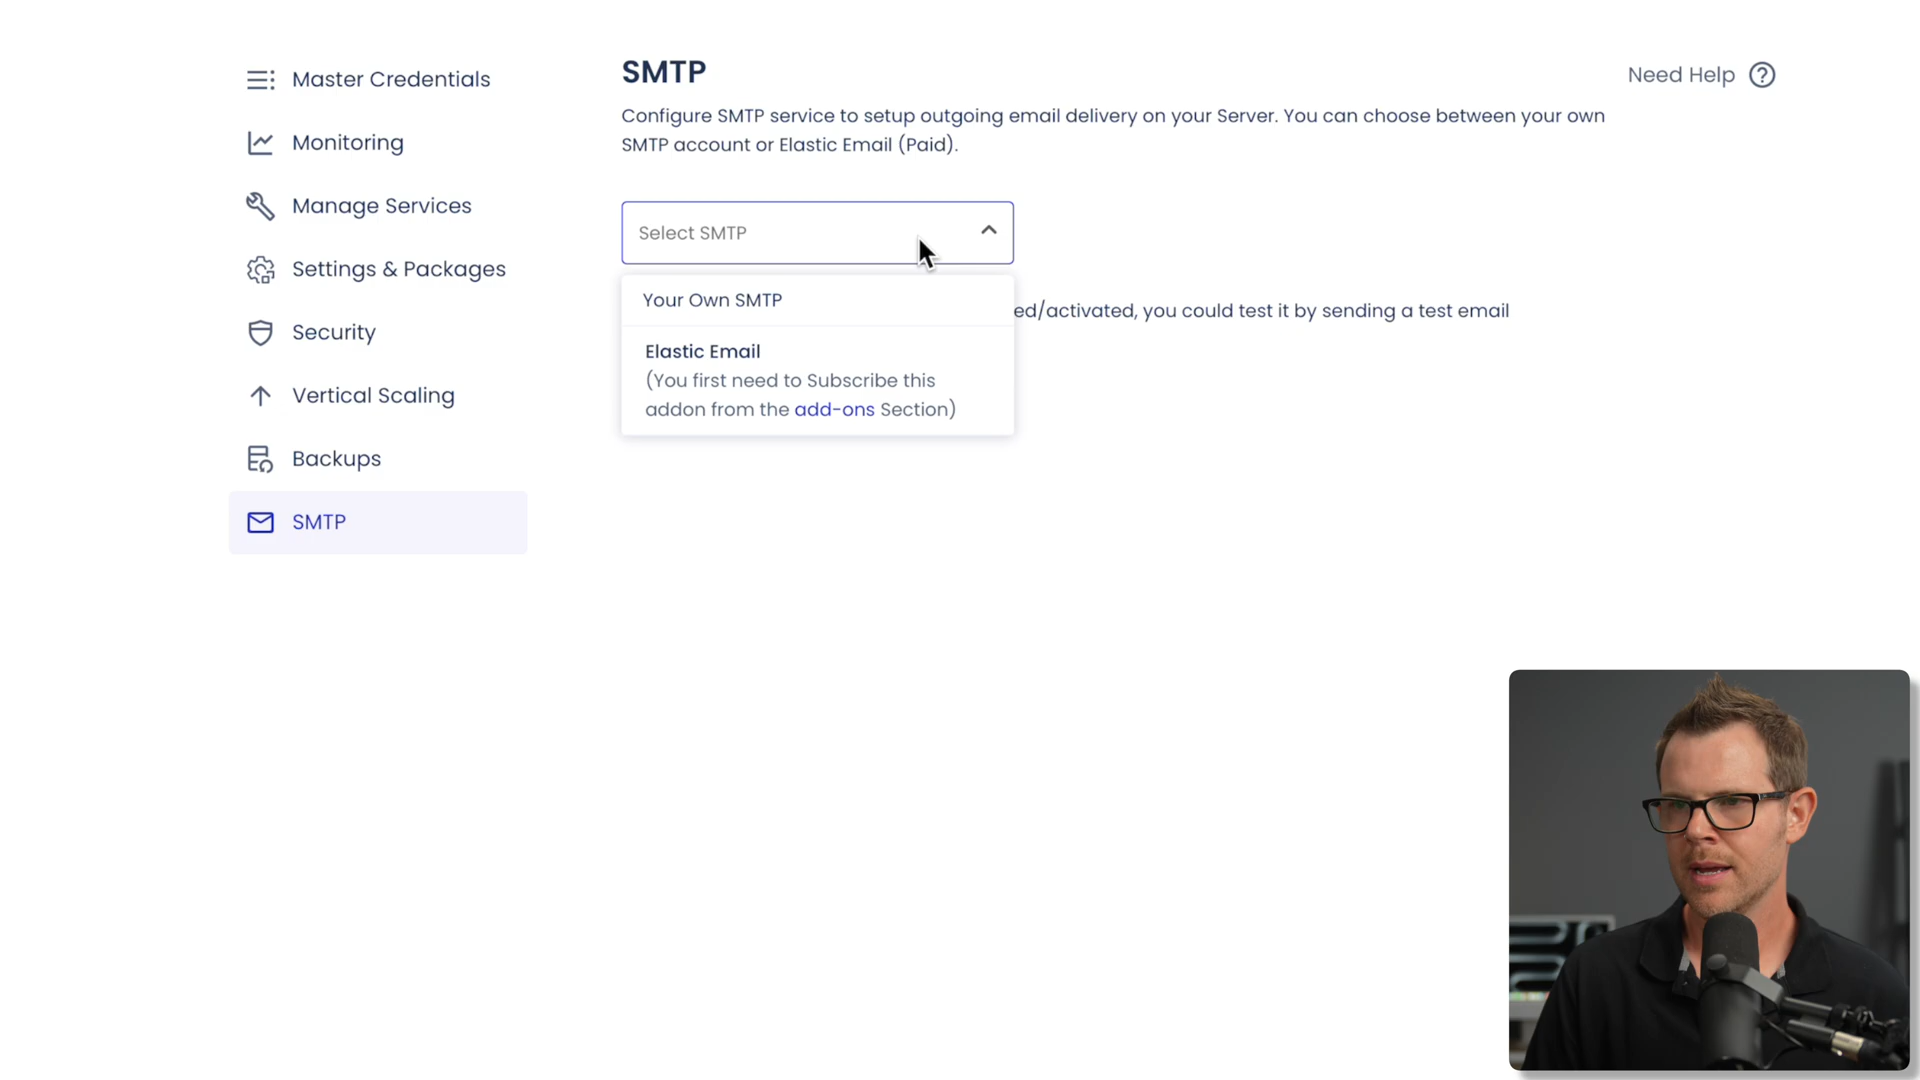 Master Credentials
Monitoring
Manage Services
Settings & Packages
Security
Vertical Scaling
Backups
SMTP
SMTP
Need Help
Configure SMTP service to setup outgoing email delivery on your Server. You can choose between your own
SMTP account or Elastic Email (Paid).
Select SMTP
Your Own SMTP
ed/activated, you could test it by sending a test email
Elastic Email
(You first need to Subscribe this
addon from the add-ons Section)